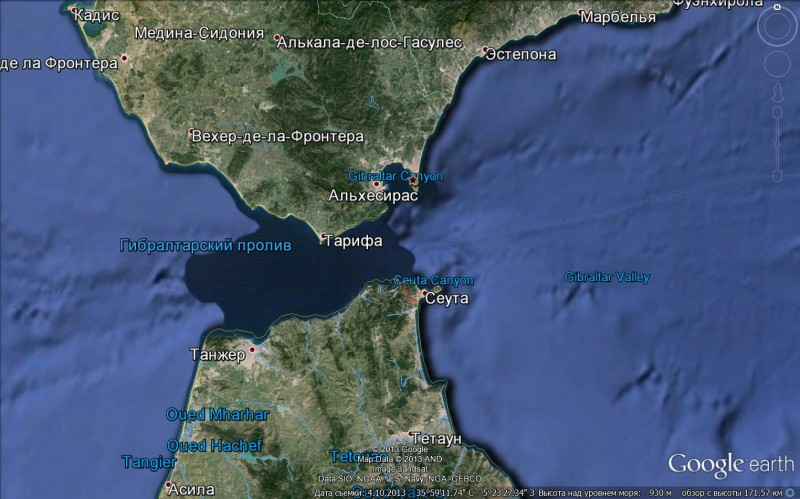 Кадис
Марбелья
Фуэнхирола
Медина-Сидония
Алькала-де-лос-Гасулес
Эстепона
де ла Фронтера
Вехер-де-ла-Фронтера
Gibraltar Canyon
Альхесирас
Тарифа
Гибралтарский пролив
Ceuta Canyon
Gibraltar Valley
Сеута
Танжер
Oued Mharhar
Oued Hachef
Тетаун
Tangier
© 2013 Google
Map Data © 2013 AND
Image Landsat
Data SIO, NOAA, U.S. Navy, NGA, GEBCO
Google earth
Асила
Дата съемки: 4.10.2013 35°59'11.74" С 5°23'27.34" З Высота над уровнем моря: -930 м обзор с высоты 171.57 км